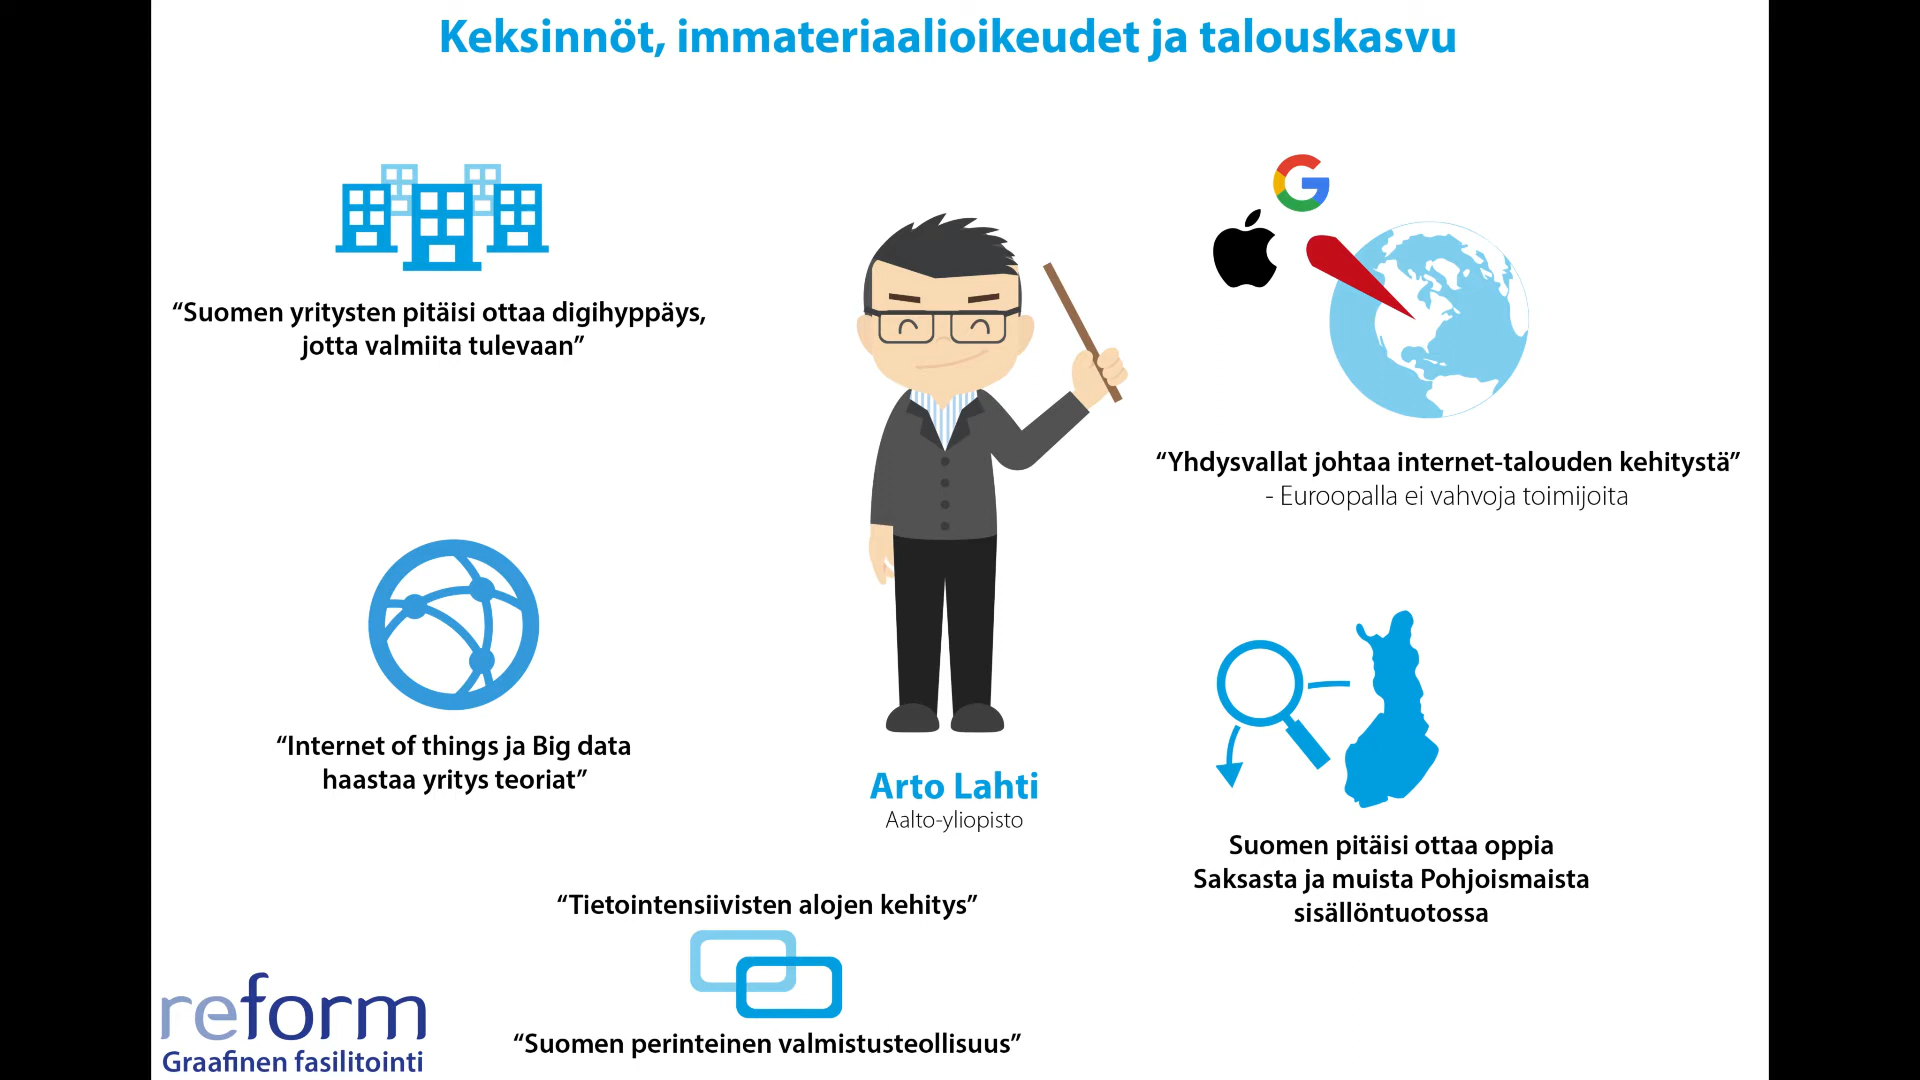 Keksinnöt, immateriaalioikeudet ja talouskasvu
“Suomen yritysten pitäisi ottaa digihyppäys,
jotta valmiita tulevaan”
“Yhdysvallat johtaa internet-talouden kehitystä”
- Euroopalla ei vahvoja toimijoita
“Internet of things ja Big data
haastaa yritys teoriat”
Arto Lahti
Aalto-yliopisto
Suomen pitäisi ottaa oppia
Saksasta ja muista Pohjoismaista
sisällöntuotossa
“Tietointensiivisten alojen kehitys”
“Suomen perinteinen valmistusteollisuus”
reform
Graafinen fasilitointi